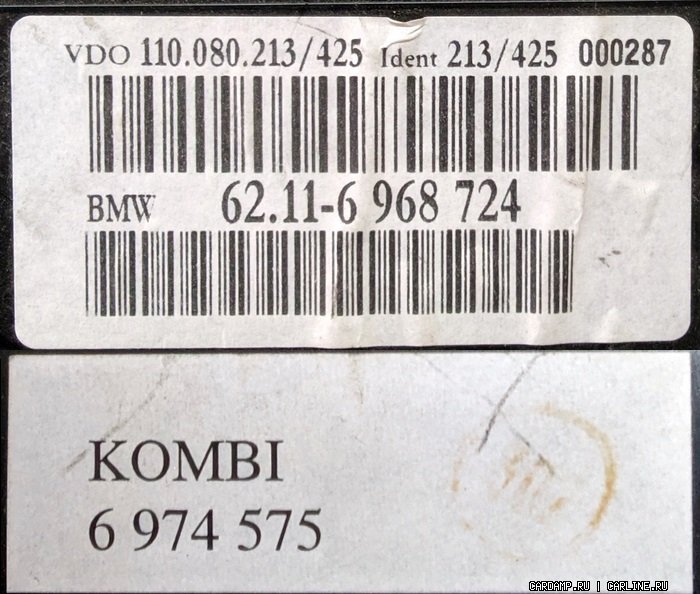 VDO 110.080.213/425 Ident 213/425 000287
BMW 62.11-6 968 724
KOMBI
6 974 575
CARDAMP.RU | CARLINE.RU